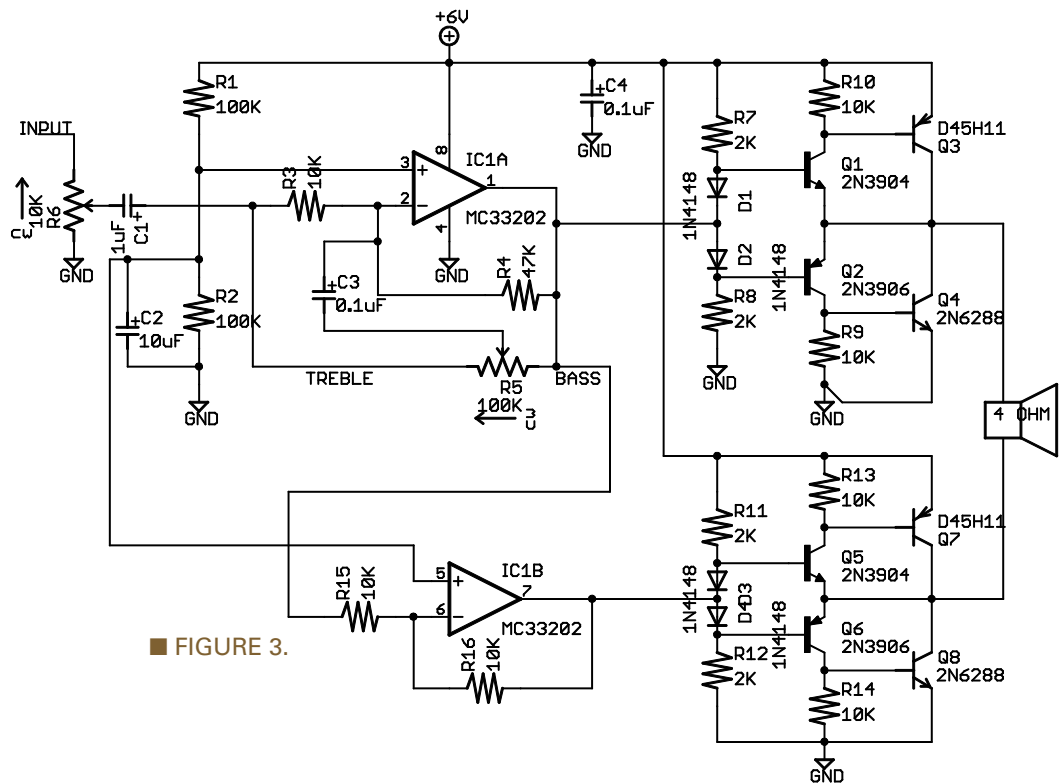 +6V
R1
100K
C4
0.1uF
R10
10K
INPUT
R7
2K
D45H11
Q3
GND
R3
10K
3
+
8
IC1A
1
2
−
4
MC33202
1N4148
D1
Q1
2N3904
CW
10K
R6
1uF
C1
GND
GND
R4
47K
D2
1N4148
Q2
2N3906
Q4
2N6288
R2
100K
C2
10uF
C3
0.1uF
R8
2K
R9
10K
TREBLE
R5
100K
CW
BASS
GND
GND
GND
4 OHM
R13
10K
R11
2K
D45H11
Q7
R15
10K
5
+
6
−
IC1B
7
MC33202
1N4148
D3
D4
1N4148
Q5
2N3904
Q6
2N3906
Q8
2N6288
R16
10K
R12
2K
R14
10K
GND
■ FIGURE 3.